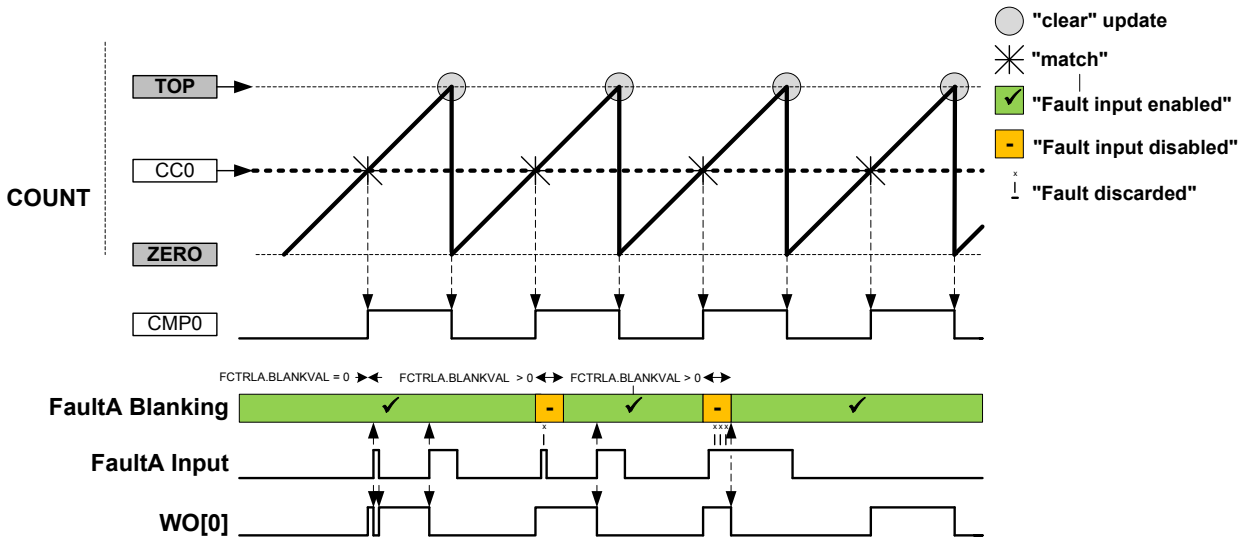 "clear" update
"match"
"Fault input enabled"
"Fault input disabled"
"Fault discarded"
TOP
CC0
COUNT
ZERO
CMP0
FCTRLA.BLANKVAL = 0
FCTRLA.BLANKVAL > 0
FCTRLA.BLANKVAL > 0
FaultA Blanking
- -
x x x x
FaultA Input
WO[0]